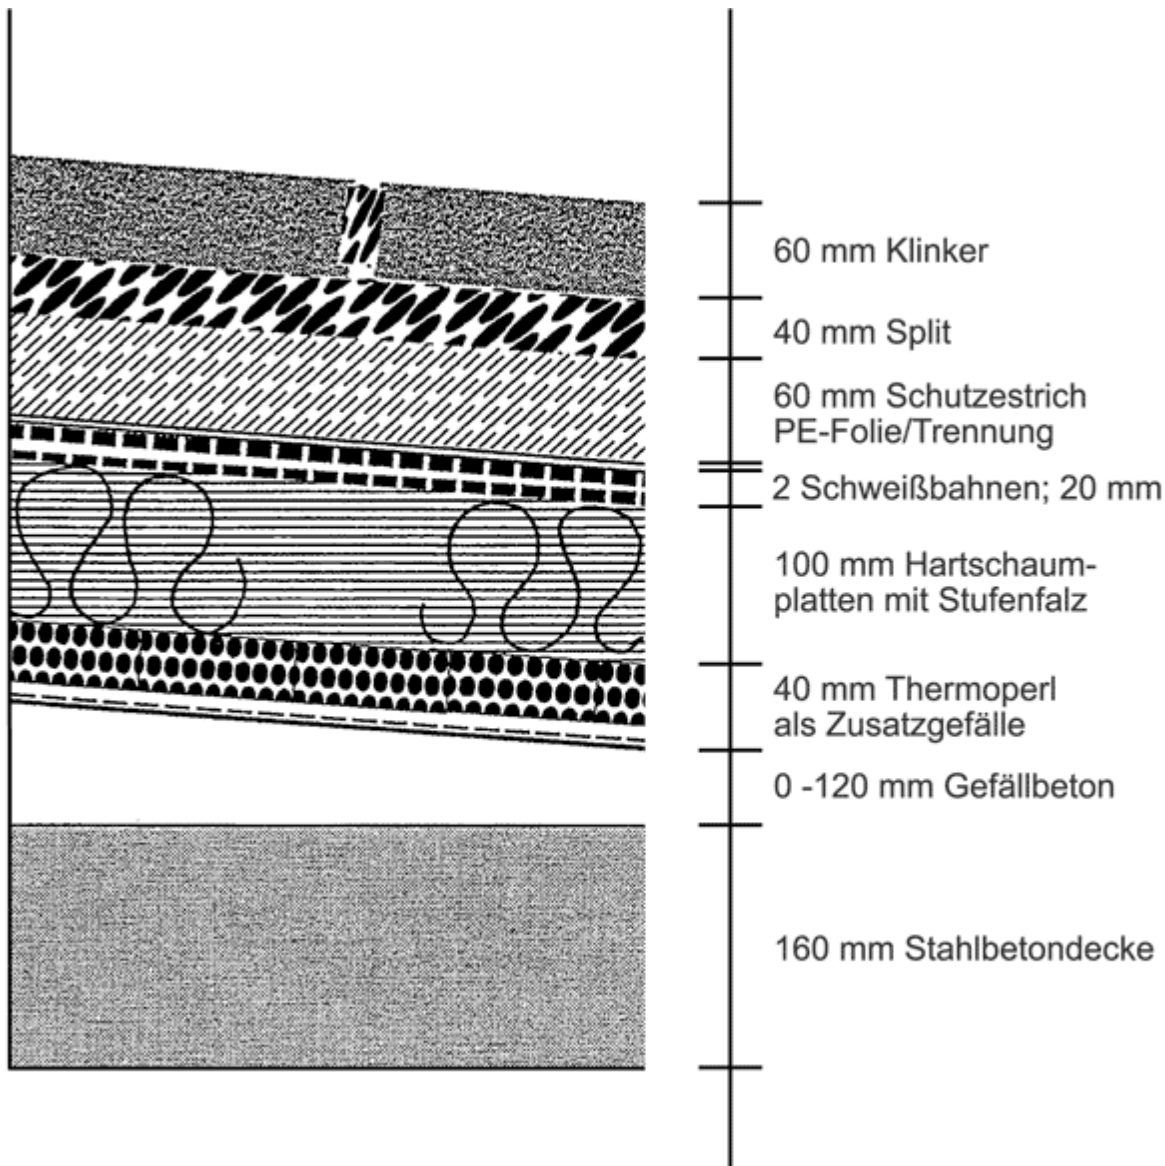 60 mm Klinker
40 mm Split
60 mm Schutzestrich
PE-Folie/Trennung
2 Schweißbahnen; 20 mm
100 mm Hartschaum-
platten mit Stufenfalz
40 mm Thermoperl
als Zusatzgefälle
0 -120 mm Gefällbeton
160 mm Stahlbetondecke